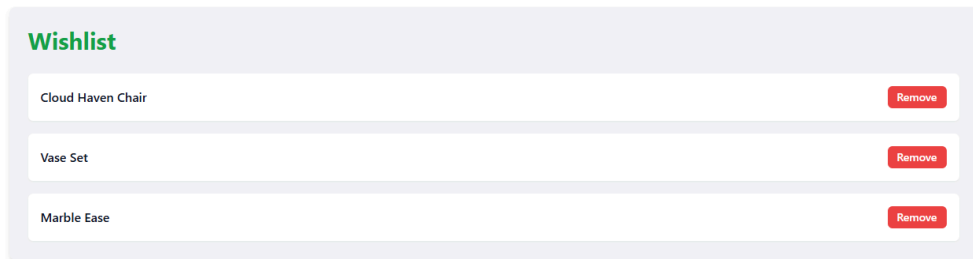 Wishlist
Cloud Haven Chair Remove
Vase Set Remove
Marble Ease Remove